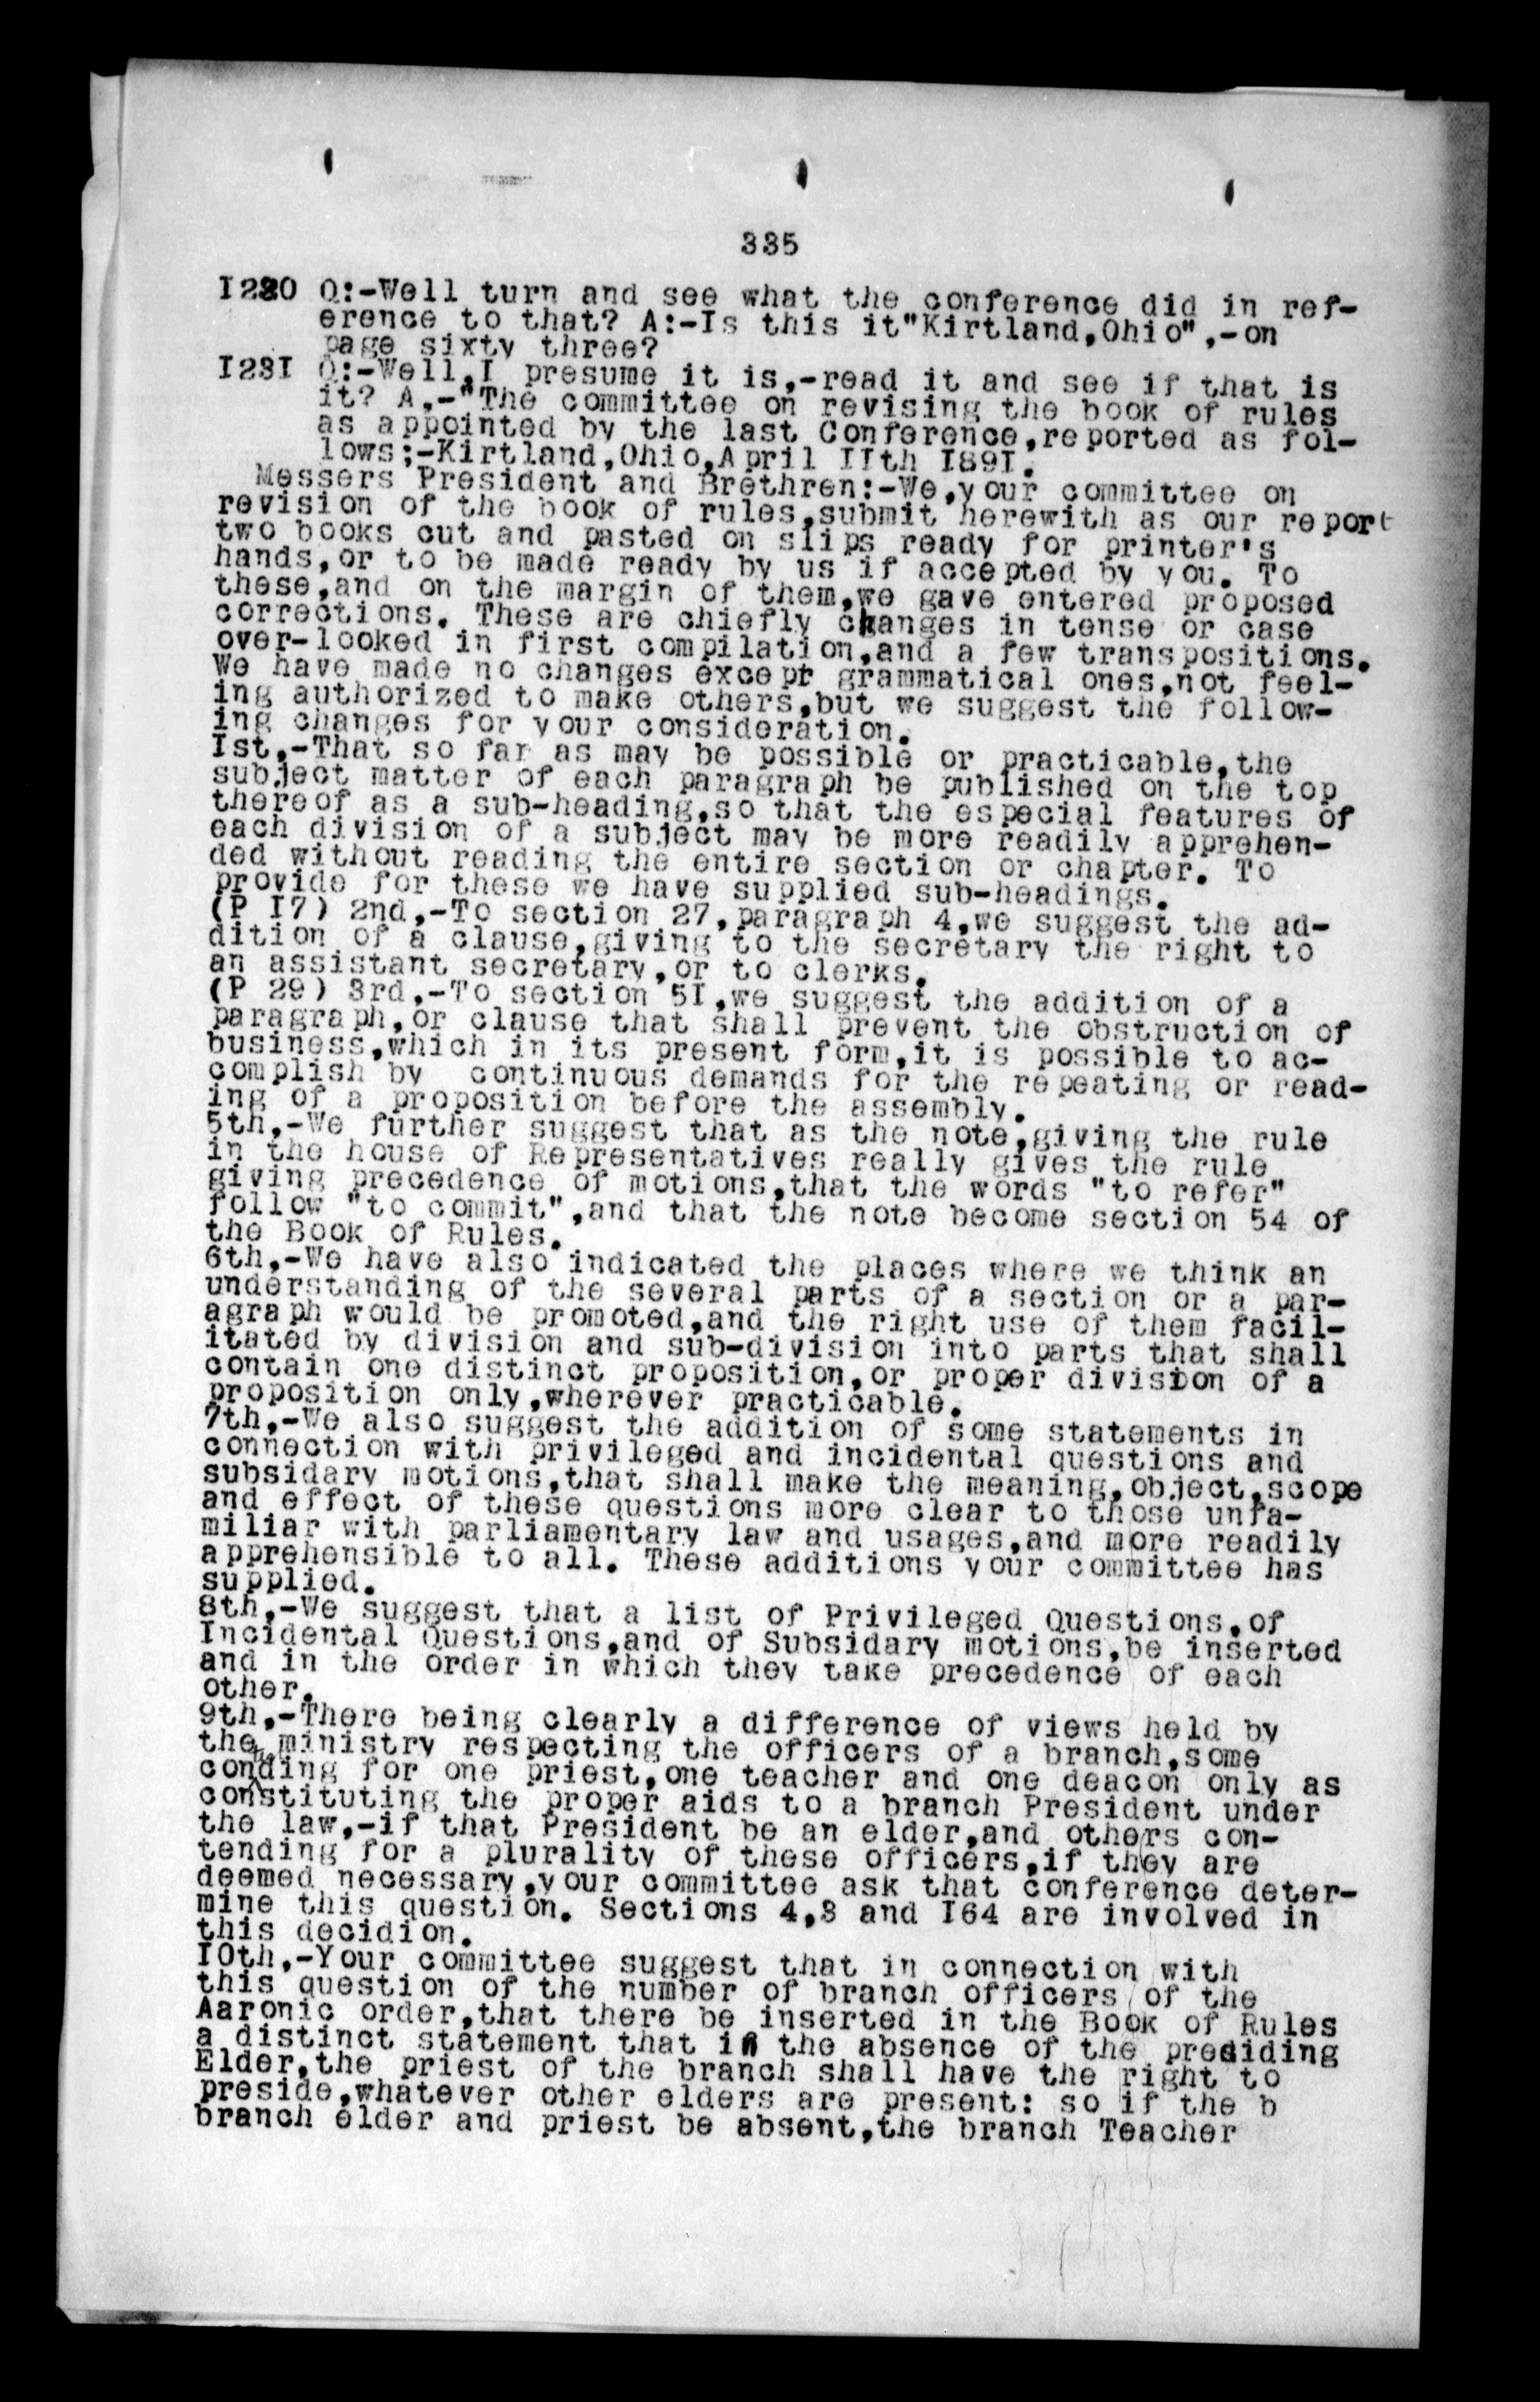 335
I230 Q:-Well turn and see what the conference did in ref-
erence to that? A:-Is this it"Kirtland,Ohio",-on
page sixty three?
I23I Q:-Well,I presume it is,-read it and see if that is
it? A,-"The committee on revising the book of rules
as appointed by the last Conference,reported as fol-
lows;-Kirtland,Ohio,April IIth I89I.
Messers President and Brethren:-We,your committee on
revision of the book of rules,submit herewith as our report
two books cut and pasted on slips ready for printer's
hands,or to be made ready by us if accepted by you. To
these,and on the margin of them,we gave entered proposed
corrections. These are chiefly changes in tense or case
over-looked in first compilation,and a few transpositions.
We have made no changes except grammatical ones,not feel-
ing authorized to make others,but we suggest the follow-
ing changes for your consideration.
Ist,-That so far as may be possible or practicable,the
subject matter of each paragraph be published on the top
thereof as a sub-heading,so that the especial features of
each division of a subject may be more readily apprehen-
ded without reading the entire section or chapter. To
provide for these we have supplied sub-headings.
(P I7) 2nd,-To section 27,paragraph 4,we suggest the ad-
dition of a clause,giving to the secretary the right to
an assistant secretary,or to clerks.
(P 29) 3rd,-To section 5I,we suggest the addition of a
paragraph,or clause that shall prevent the obstruction of
business,which in its present form,it is possible to ac-
complish by continuous demands for the repeating or read-
ing of a proposition before the assembly.
5th,-We further suggest that as the note,giving the rule
in the house of Representatives really gives the rule
giving precedence of motions,that the words "to refer"
follow "to commit",and that the note become section 54 of
the Book of Rules.
6th,-We have also indicated the places where we think an
understanding of the several parts of a section or a par-
agraph would be promoted,and the right use of them facil-
itated by division and sub-division into parts that shall
contain one distinct proposition,or proper division of a
proposition only,wherever practicable.
7th,-We also suggest the addition of some statements in
connection with privileged and incidental questions and
subsidary motions,that shall make the meaning,object,scope
and effect of these questions more clear to those unfa-
miliar with parliamentary law and usages,and more readily
apprehensible to all. These additions your committee has
supplied.
8th,-We suggest that a list of Privileged Questions,of
Incidental Questions,and of Subsidary motions,be inserted
and in the order in which they take precedence of each
other.
9th,-There being clearly a difference of views held by
the ministry respecting the officers of a branch,some
contending for one priest,one teacher and one deacon only as
constituting the proper aids to a branch President under
the law,-if that President be an elder,and others con-
tending for a plurality of these officers,if they are
deemed necessary,your committee ask that conference deter-
mine this question. Sections 4,3 and I64 are involved in
this decidion.
I0th,-Your committee suggest that in connection with
this question of the number of branch officers of the
Aaronic order,that there be inserted in the Book of Rules
a distinct statement that in the absence of the presiding
Elder,the priest of the branch shall have the right to
preside,whatever other elders are present: so if the b
branch elder and priest be absent,the branch Teacher